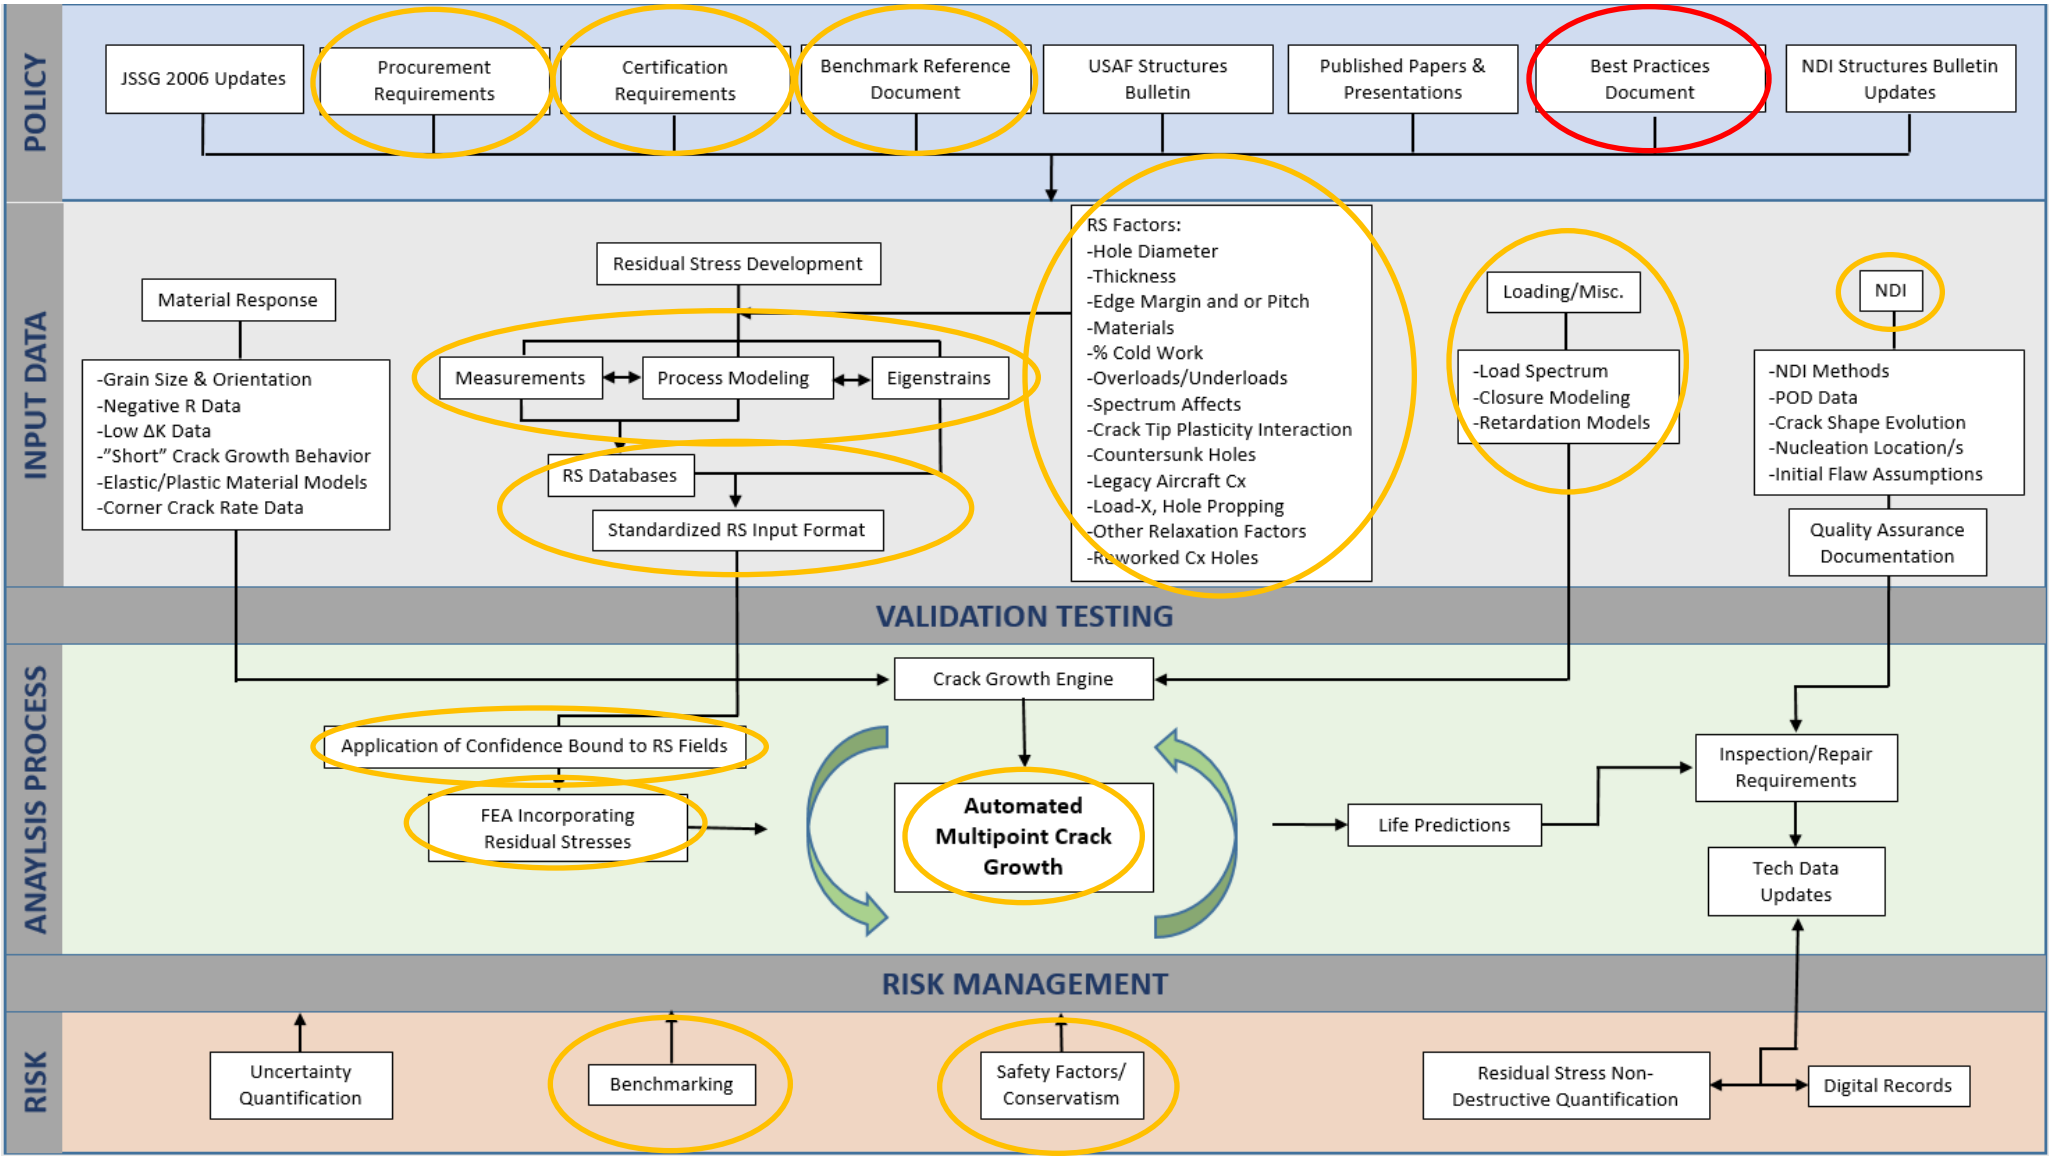 POLICY
JSSG 2006 Updates
Procurement
Requirements
Certification
Requirements
Benchmark Reference
Document
USAF Structures
Bulletin
Published Papers &
Presentations
Best Practices
Document
NDI Structures Bulletin
Updates
INPUT DATA
Material Response
-Grain Size & Orientation
-Negative R Data
-Low ΔK Data
-”Short” Crack Growth Behavior
-Elastic/Plastic Material Models
-Corner Crack Rate Data
Residual Stress Development
Measurements
Process Modeling
Eigenstrains
RS Databases
Standardized RS Input Format
RS Factors:
-Hole Diameter
-Thickness
-Edge Margin and or Pitch
-Materials
-% Cold Work
-Overloads/Underloads
-Spectrum Affects
-Crack Tip Plasticity Interaction
-Countersunk Holes
-Legacy Aircraft Cx
-Load-X, Hole Propping
-Other Relaxation Factors
-Reworked Cx Holes
Loading/Misc.
-Load Spectrum
-Closure Modeling
-Retardation Models
NDI
-NDI Methods
-POD Data
-Crack Shape Evolution
-Nucleation Location/s
-Initial Flaw Assumptions
Quality Assurance
Documentation
VALIDATION TESTING
ANAYLSIS PROCESS
Crack Growth Engine
Application of Confidence Bound to RS Fields
FEA Incorporating
Residual Stresses
Automated
Multipoint Crack
Growth
Life Predictions
Inspection/Repair
Requirements
Tech Data
Updates
RISK MANAGEMENT
RISK
Uncertainty
Quantification
Benchmarking
Safety Factors/
Conservatism
Residual Stress Non-
Destructive Quantification
Digital Records